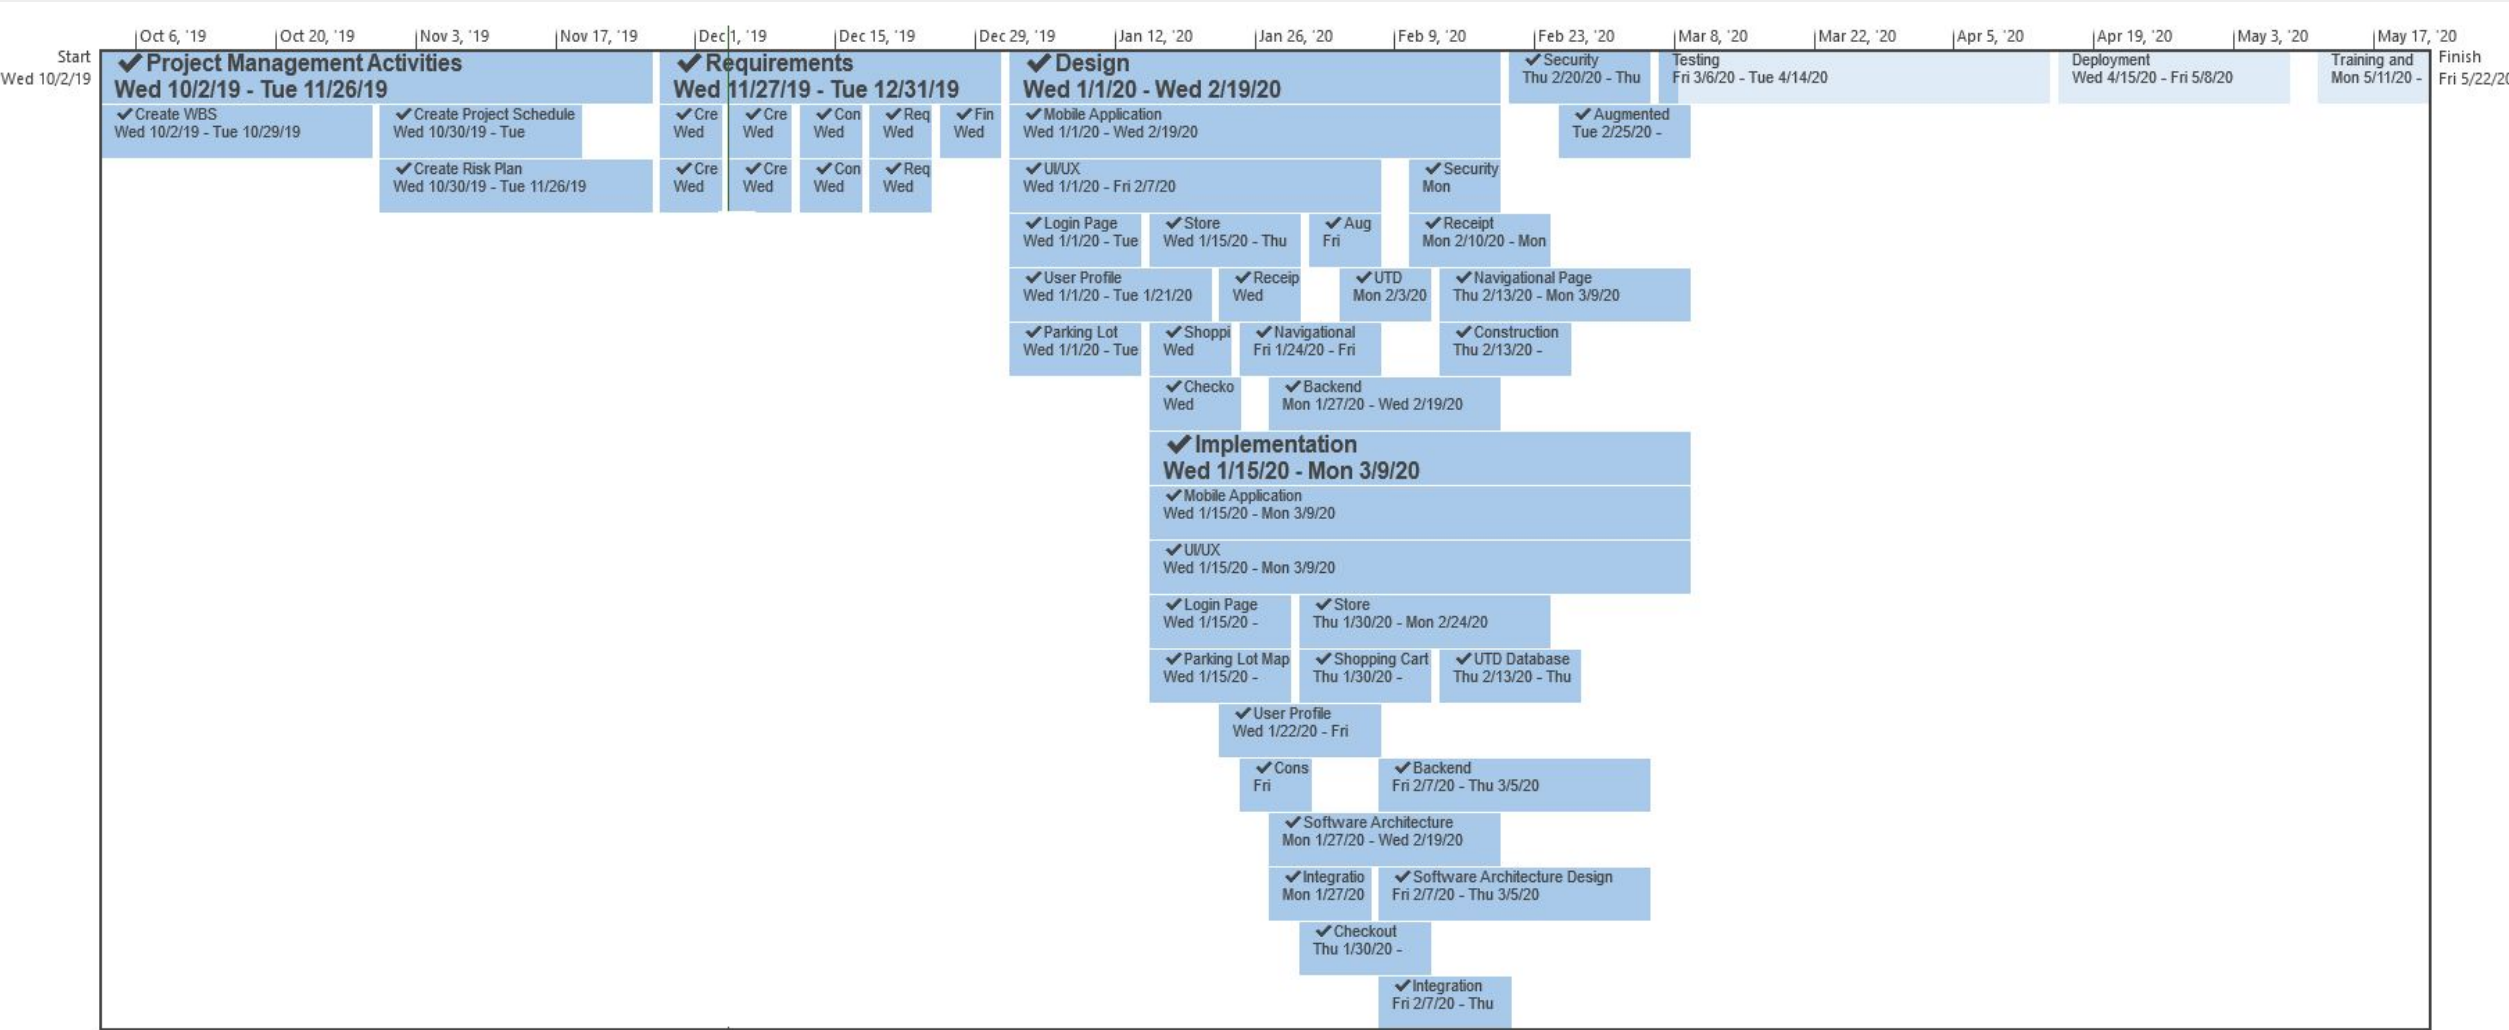 Oct 6, '19
Oct 20, '19
Nov 3, '19
Nov 17, '19
Dec 1, '19
Dec 15, '19
Dec 29, '19
Jan 12, '20
Jan 26, '20
Feb 9, '20
Feb 23, '20
Mar 8, '20
Mar 22, '20
Apr 5, '20
Apr 19, '20
May 3, '20
May 17, '20
Start
Wed 10/2/19
Project Management Activities
Wed 10/2/19 - Tue 11/26/19
Requirements
Wed 11/27/19 - Tue 12/31/19
Design
Wed 1/1/20 - Wed 2/19/20
Security
Thu 2/20/20 - Thu
Testing
Fri 3/6/20 - Tue 4/14/20
Deployment
Wed 4/15/20 - Fri 5/8/20
Training and
Mon 5/11/20 -
Finish
Fri 5/22/20
Create WBS
Wed 10/2/19 - Tue 10/29/19
Create Project Schedule
Wed 10/30/19 - Tue
Cre
Wed
Cre
Wed
Con
Wed
Req
Wed
Fin
Wed
Mobile Application
Wed 1/1/20 - Wed 2/19/20
Augmented
Tue 2/25/20 -
Create Risk Plan
Wed 10/30/19 - Tue 11/26/19
Cre
Wed
Cre
Wed
Con
Wed
Req
Wed
UI/UX
Wed 1/1/20 - Fri 2/7/20
Security
Mon
Login Page
Wed 1/1/20 - Tue
Store
Wed 1/15/20 - Thu
Aug
Fri
Receipt
Mon 2/10/20 - Mon
User Profile
Wed 1/1/20 - Tue 1/21/20
Receip
Wed
UTD
Mon 2/3/20
Navigational Page
Thu 2/13/20 - Mon 3/9/20
Parking Lot
Wed 1/1/20 - Tue
Shoppi
Wed
Navigational
Fri 1/24/20 - Fri
Construction
Thu 2/13/20 -
Checko
Wed
Backend
Mon 1/27/20 - Wed 2/19/20
Implementation
Wed 1/15/20 - Mon 3/9/20
Mobile Application
Wed 1/15/20 - Mon 3/9/20
UI/UX
Wed 1/15/20 - Mon 3/9/20
Login Page
Wed 1/15/20 -
Store
Thu 1/30/20 - Mon 2/24/20
Parking Lot Map
Wed 1/15/20 -
Shopping Cart
Thu 1/30/20 -
UTD Database
Thu 2/13/20 - Thu
User Profile
Wed 1/22/20 - Fri
Cons
Fri
Backend
Fri 2/7/20 - Thu 3/5/20
Software Architecture
Mon 1/27/20 - Wed 2/19/20
Integratio
Mon 1/27/20
Software Architecture Design
Fri 2/7/20 - Thu 3/5/20
Checkout
Thu 1/30/20 -
Integration
Fri 2/7/20 - Thu